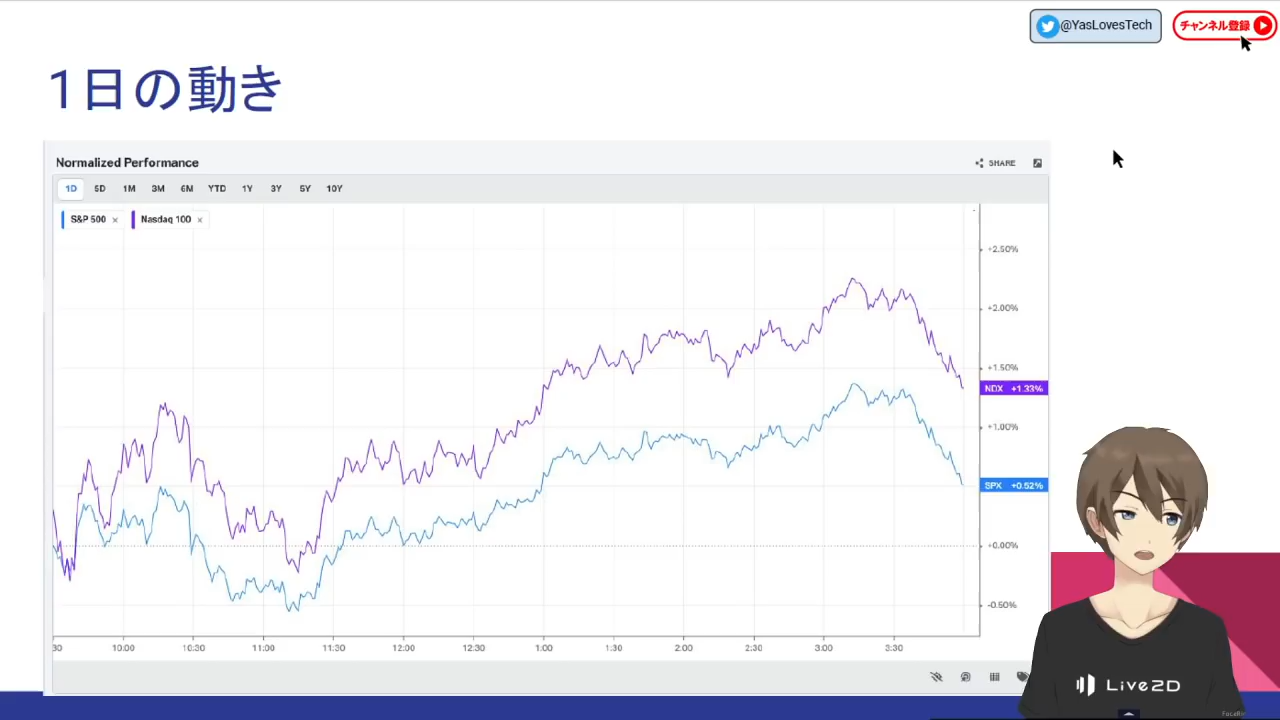 @YasLovesTech
チャンネル登録
1日の動き
Normalized Performance
SHARE
1D 5D 1M 3M 6M YTD 1Y 3Y 5Y 10Y
S&P 500 × Nasdaq 100 ×
+2.50%
+2.00%
+1.50%
NDX +1.33%
+1.00%
SPX +0.52%
+0.00%
-0.50%
30 10:00 10:30 11:00 11:30 12:00 12:30 1:00 1:30 2:00 2:30 3:00 3:30
Live2D